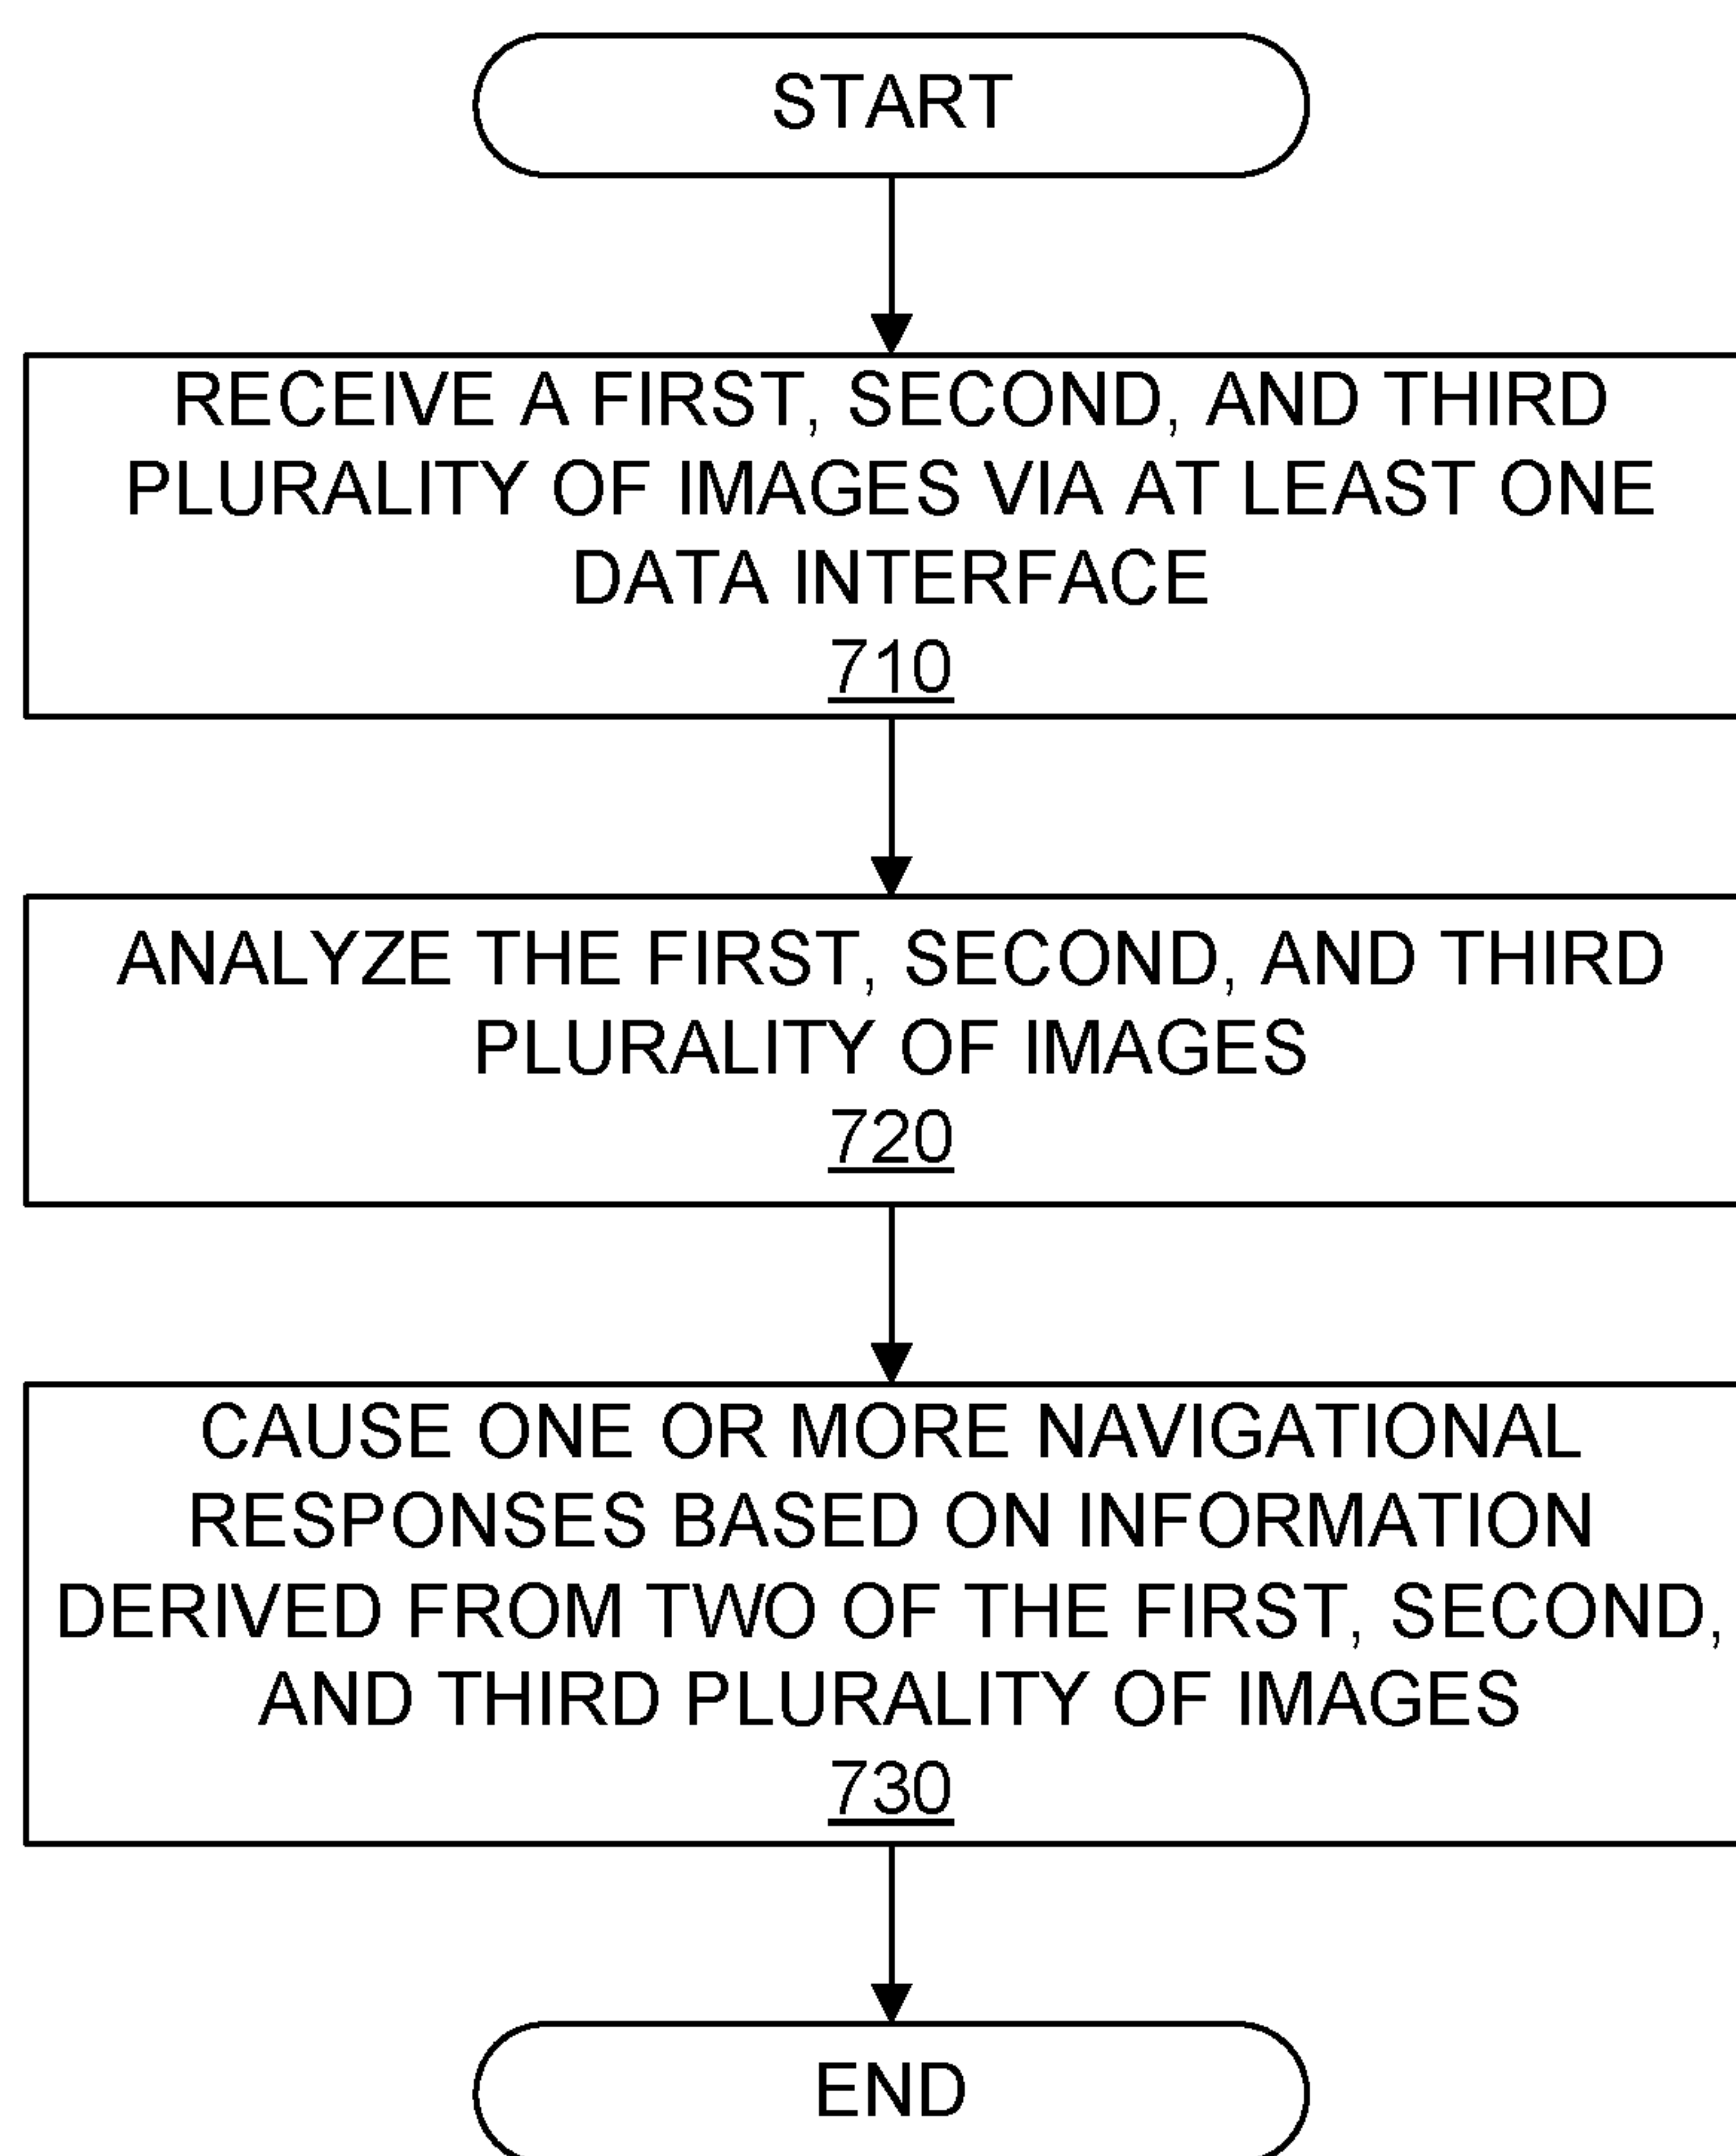 START
RECEIVE A FIRST, SECOND, AND THIRD
PLURALITY OF IMAGES VIA AT LEAST ONE
DATA INTERFACE
710
ANALYZE THE FIRST, SECOND, AND THIRD
PLURALITY OF IMAGES
720
CAUSE ONE OR MORE NAVIGATIONAL
RESPONSES BASED ON INFORMATION
DERIVED FROM TWO OF THE FIRST, SECOND,
AND THIRD PLURALITY OF IMAGES
730
END